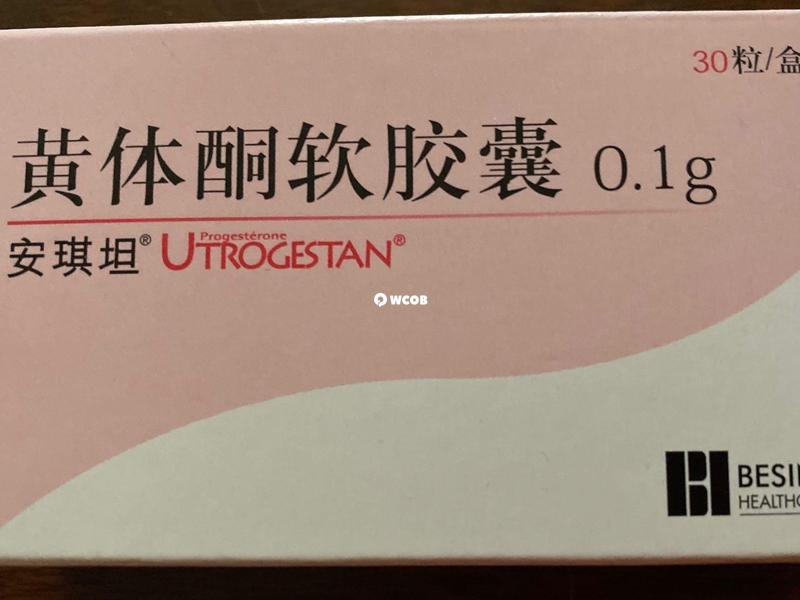 30粒/盒
黄体酮软胶囊 0.1g
Progestérone
安琪坦® UTROGESTAN®
WCOB
BESI
HEALTHC